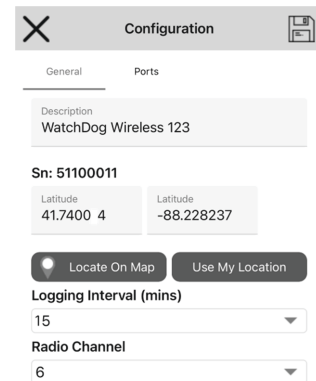 Configuration
General Ports
Description
WatchDog Wireless 123
Sn: 51100011
Latitude Latitude
41.7400 4 -88.228237
Locate On Map Use My Location
Logging Interval (mins)
15
Radio Channel
6